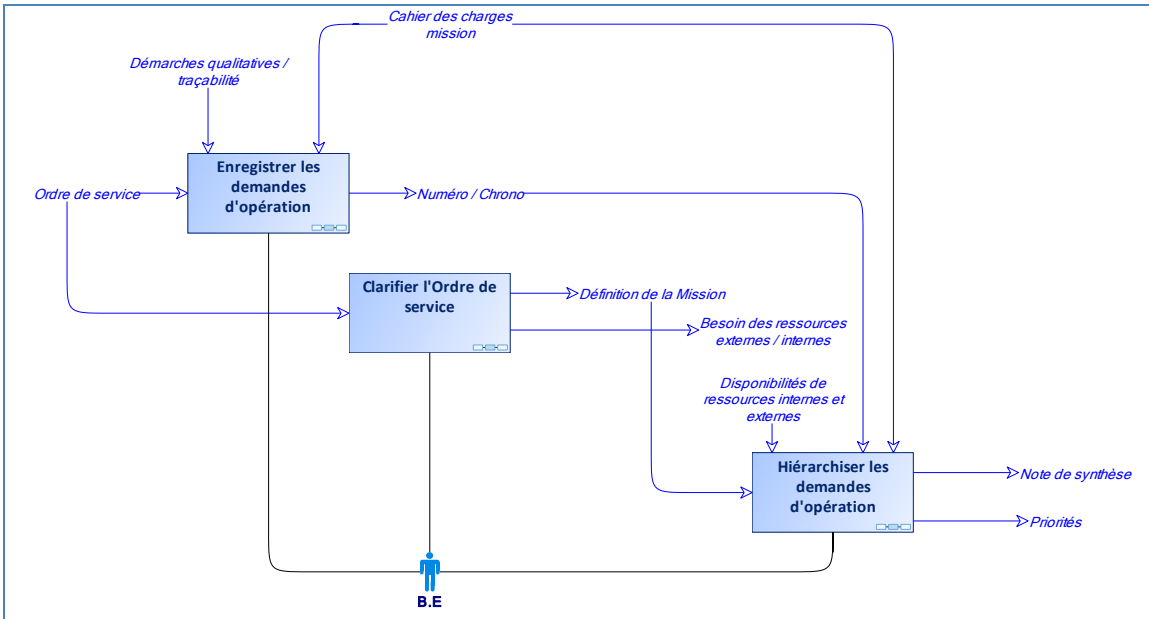 Cahier des charges
mission
Démarches qualitatives /
traçabilité
Enregistrer les
demandes
d'opération
Ordre de service
Numéro / Chrono
Clarifier l'Ordre de
service
Définition de la Mission
Besoin des ressources
externes / internes
Disponibilités de
ressources internes et
externes
Hiérarchiser les
demandes
d'opération
Note de synthèse
Priorités
B.E